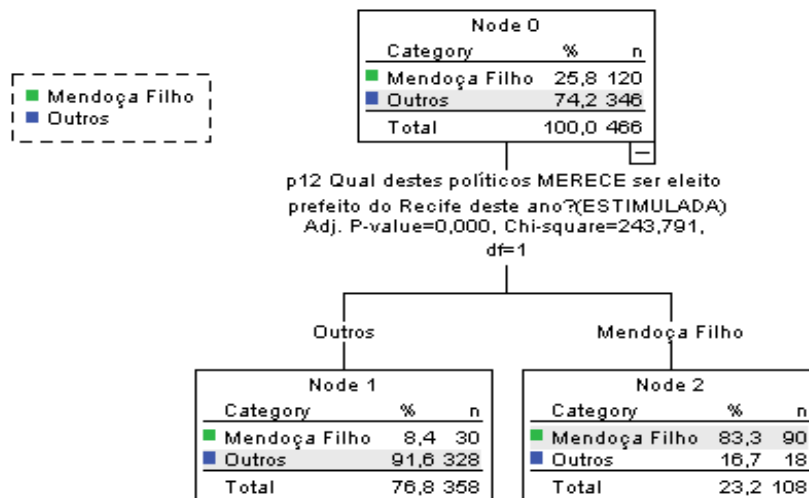 Mendoça Filho
Outros
Node 0
Category % n
Mendoça Filho 25,8 120
Outros 74,2 346
Total 100,0 466
p12 Qual destes políticos MERECE ser eleito
prefeito do Recife deste ano?(ESTIMULADA)
Adj. P-value=0,000, Chi-square=243,791,
df=1
Outros
Mendoça Filho
Node 1
Category % n
Mendoça Filho 8,4 30
Outros 91,6 328
Total 76,8 358
Node 2
Category % n
Mendoça Filho 83,3 90
Outros 16,7 18
Total 23,2 108